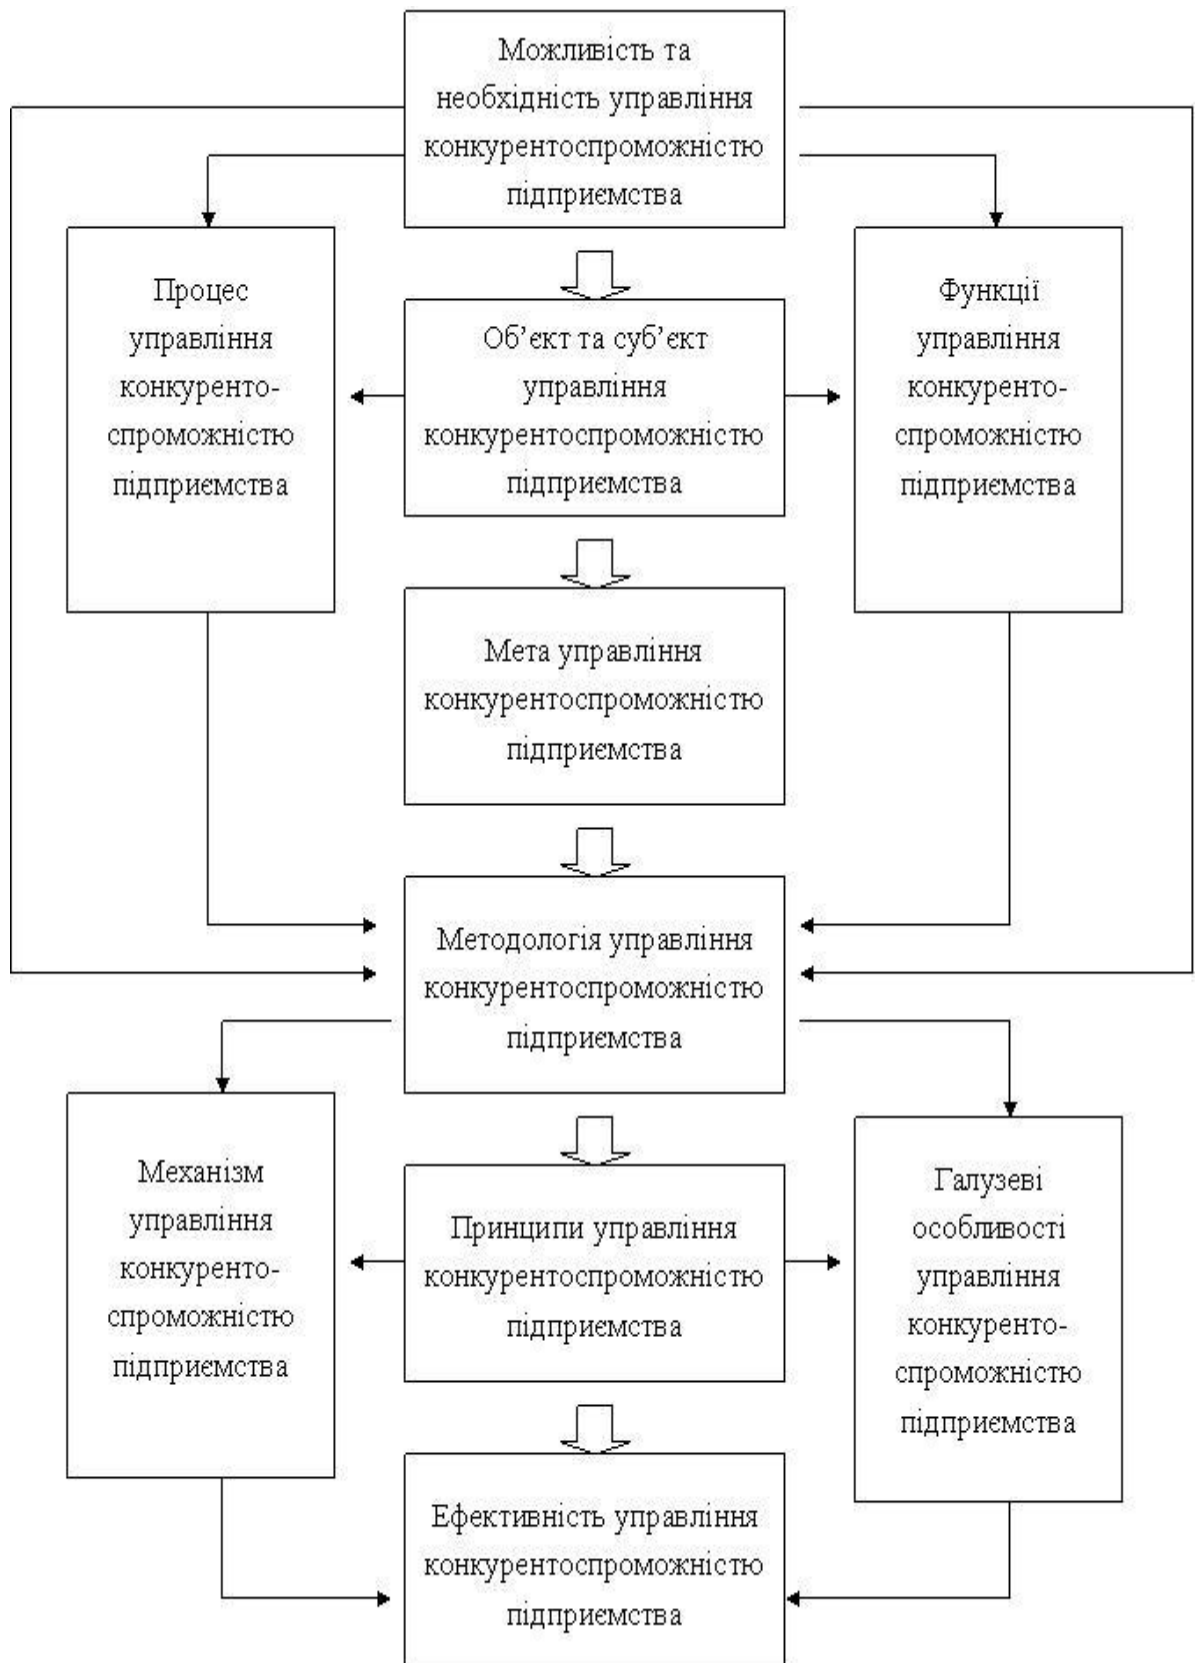 Можливість та
необхідність управління
конкурентоспроможністю
підприємства
Процес
управління
конкуренто-
спроможністю
підприємства
Об’єкт та суб’єкт
управління
конкурентоспроможністю
підприємства
Функції
управління
конкуренто-
спроможністю
підприємства
Мета управління
конкурентоспроможністю
підприємства
Методологія управління
конкурентоспроможністю
підприємства
Механізм
управління
конкуренто-
спроможністю
підприємства
Принципи управління
конкурентоспроможністю
підприємства
Галузеві
особливості
управління
конкуренто-
спроможністю
підприємства
Ефективність управління
конкурентоспроможністю
підприємства